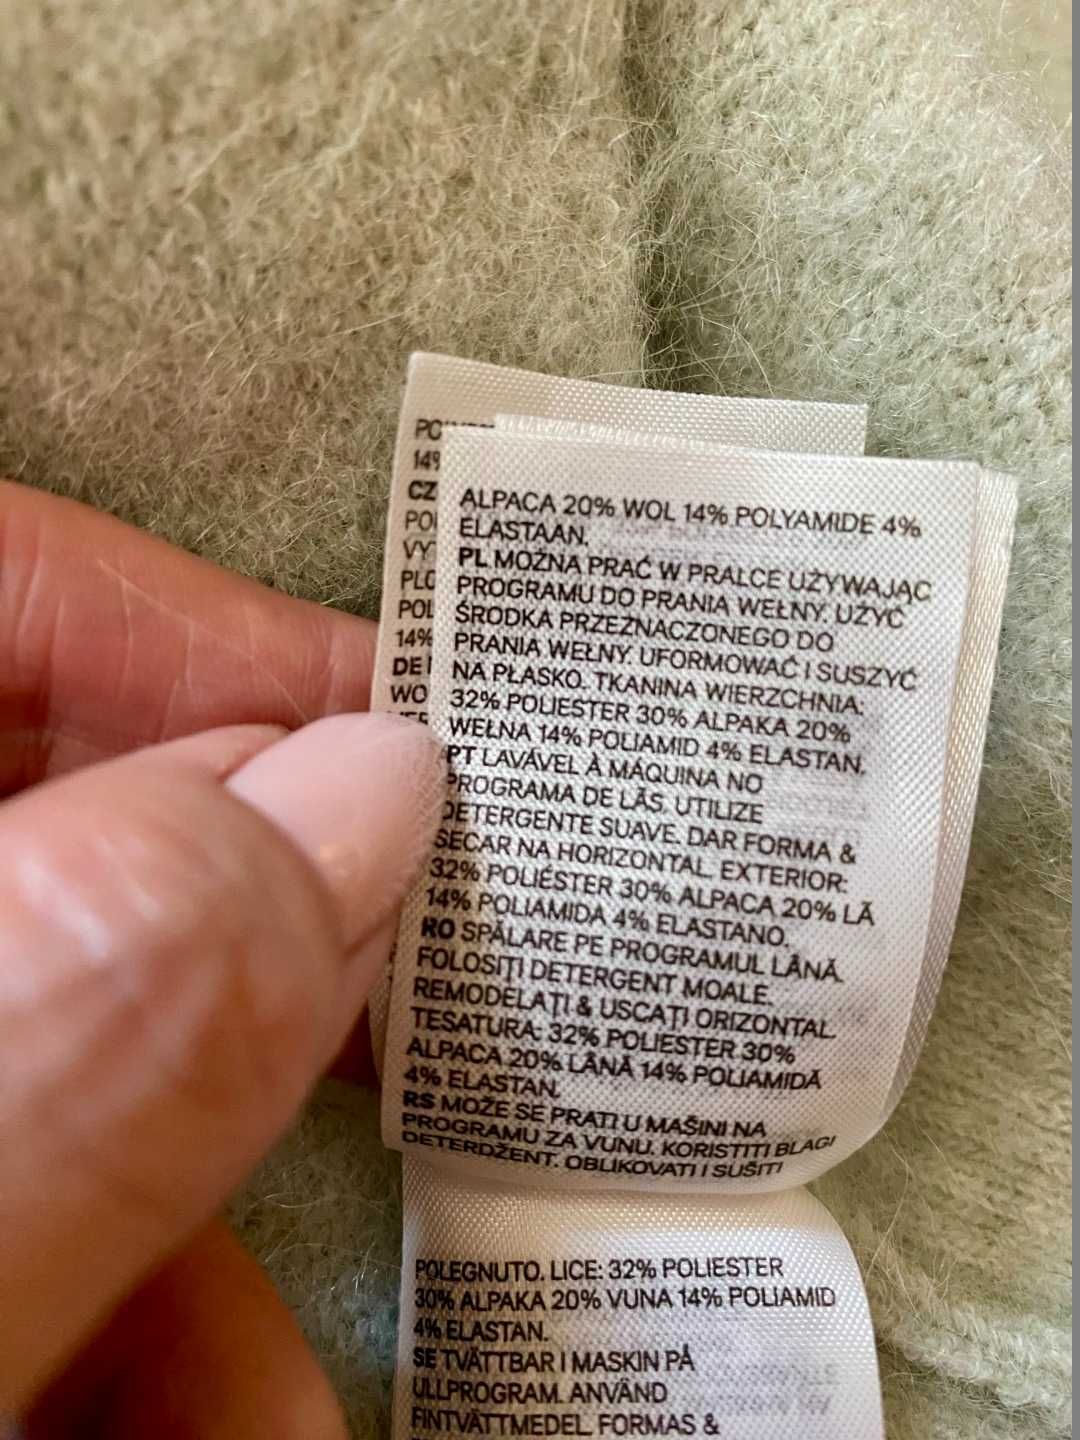 14%
CZ
VY
14%
DE
WO
ALPACA 20% WOL 14% POLYAMIDE 4%
ELASTAAN.
PL MOŻNA PRAĆ W PRALCE UŻYWAJĄC
PROGRAMU DO PRANIA WEŁNY. UŻYĆ
ŚRODKA PRZEZNACZONEGO DO
PRANIA WEŁNY. UFORMOWAĆ I SUSZYĆ
NA PŁASKO. TKANINA WIERZCHNIA:
32% POLIESTER 30% ALPAKA 20%
WEŁNA 14% POLIAMID 4% ELASTAN.
PT LAVÁVEL À MÁQUINA NO
PROGRAMA DE LÃS. UTILIZE
DETERGENTE SUAVE. DAR FORMA &
SECAR NA HORIZONTAL. EXTERIOR:
32% POLIÉSTER 30% ALPACA 20% LÃ
14% POLIAMIDA 4% ELASTANO.
RO SPĂLARE PE PROGRAMUL LÂNĂ.
FOLOSIȚI DETERGENT MOALE.
REMODELAȚI & USCAȚI ORIZONTAL.
TESATURA: 32% POLIESTER 30%
ALPACA 20% LÂNĂ 14% POLIAMIDĂ
4% ELASTAN.
RS MOŽE SE PRATI U MAŠINI NA
PROGRAMU ZA VUNU. KORISTITI BLAGI
DETERDŽENT. OBLIKOVATI I SUŠITI
POLEGNUTO. LICE: 32% POLIESTER
30% ALPAKA 20% VUNA 14% POLIAMID
4% ELASTAN.
SE TVÄTTBAR I MASKIN PÅ
ULLPROGRAM. ANVÄND
FINTVÄTTMEDEL. FORMAS &